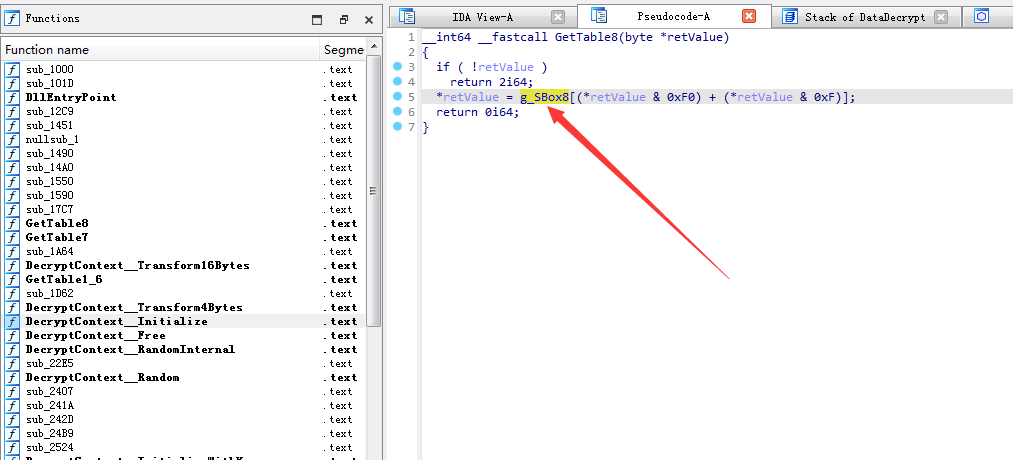 Functions
Function name Segme
sub_1000 .text
sub_101D .text
DllEntryPoint .text
sub_12C9 .text
sub_1451 .text
nullsub_1 .text
sub_1490 .text
sub_14A0 .text
sub_1550 .text
sub_1590 .text
sub_17C7 .text
GetTable8 .text
GetTable7 .text
sub_1A64 .text
DecryptContext__Transform16Bytes .text
GetTable1_6 .text
sub_1D62 .text
DecryptContext__Transform4Bytes .text
DecryptContext__Initialize .text
DecryptContext__Free .text
DecryptContext__RandomInternal .text
sub_22E5 .text
DecryptContext__Random .text
sub_2407 .text
sub_241A .text
sub_242D .text
sub_24B9 .text
sub_2524 .text
IDA View-A Pseudocode-A Stack of DataDecrypt
1 __int64 __fastcall GetTable8(byte *retValue)
2 {
3 if ( !retValue )
4 return 2i64;
5 *retValue = g_SBox8[(*retValue & 0xF0) + (*retValue & 0xF)];
6 return 0i64;
7 }